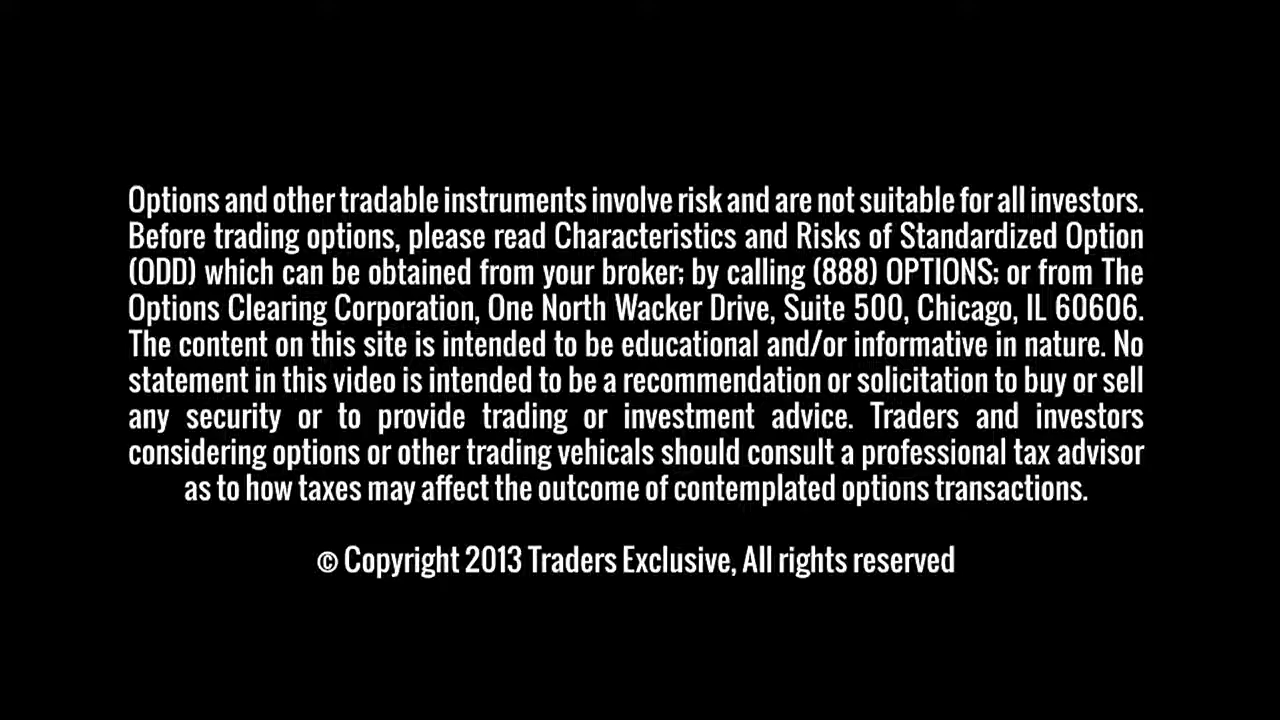 Options and other tradable instruments involve risk and are not suitable for all investors.
Before trading options, please read Characteristics and Risks of Standardized Option
(ODD) which can be obtained from your broker; by calling (888) OPTIONS; or from The
Options Clearing Corporation, One North Wacker Drive, Suite 500, Chicago, IL 60606.
The content on this site is intended to be educational and/or informative in nature. No
statement in this video is intended to be a recommendation or solicitation to buy or sell
any security or to provide trading or investment advice. Traders and investors
considering options or other trading vehicals should consult a professional tax advisor
as to how taxes may affect the outcome of contemplated options transactions.
© Copyright 2013 Traders Exclusive, All rights reserved